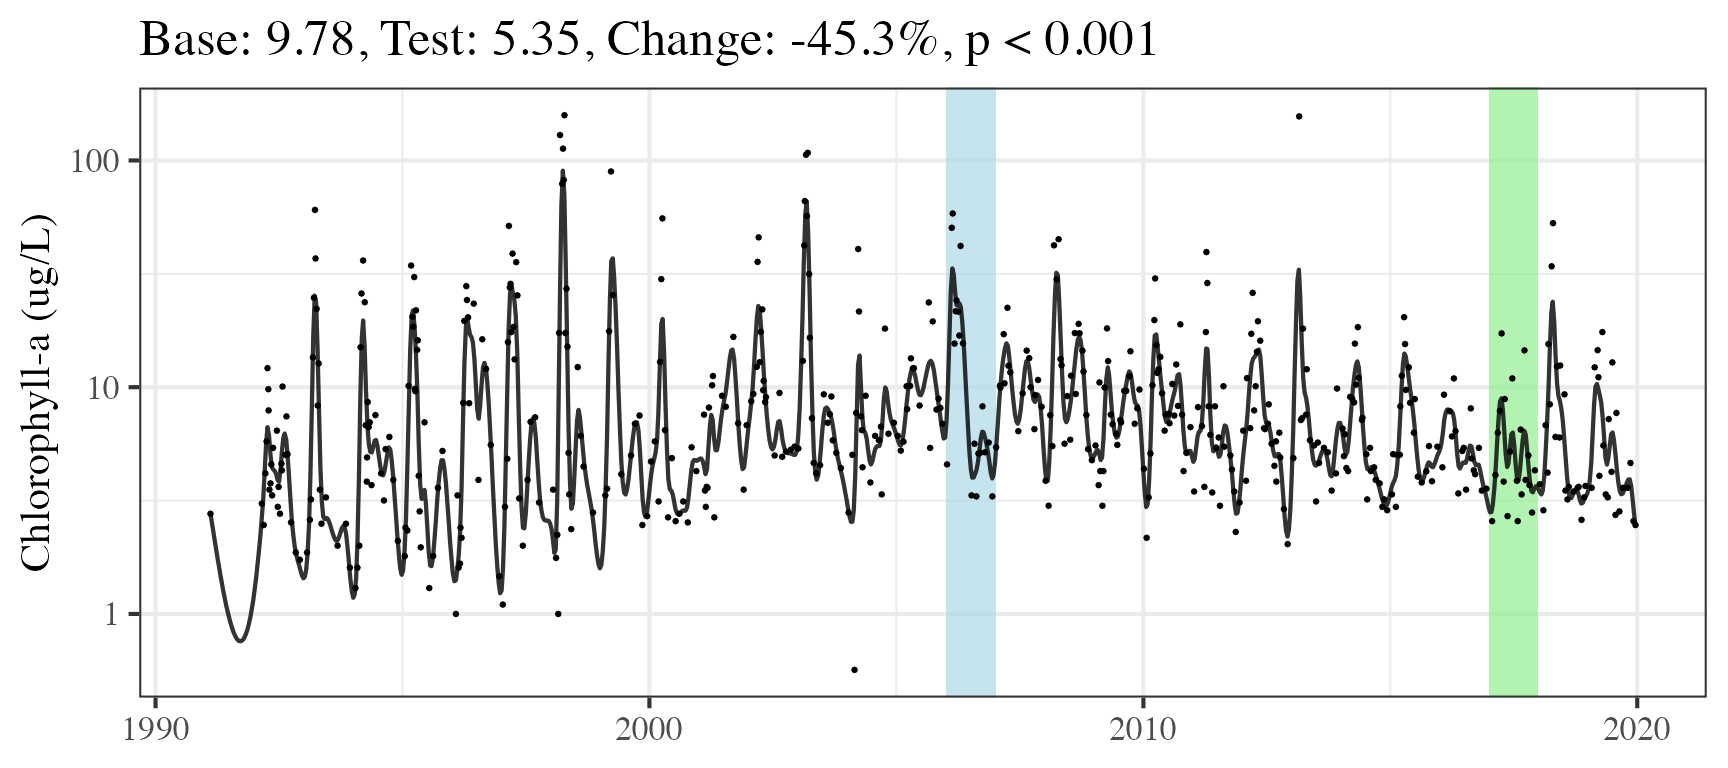 Base: 9.78, Test: 5.35, Change: -45.3%, p < 0.001
Chlorophyll-a (ug/L)
100
10
1
1990 2000 2010 2020